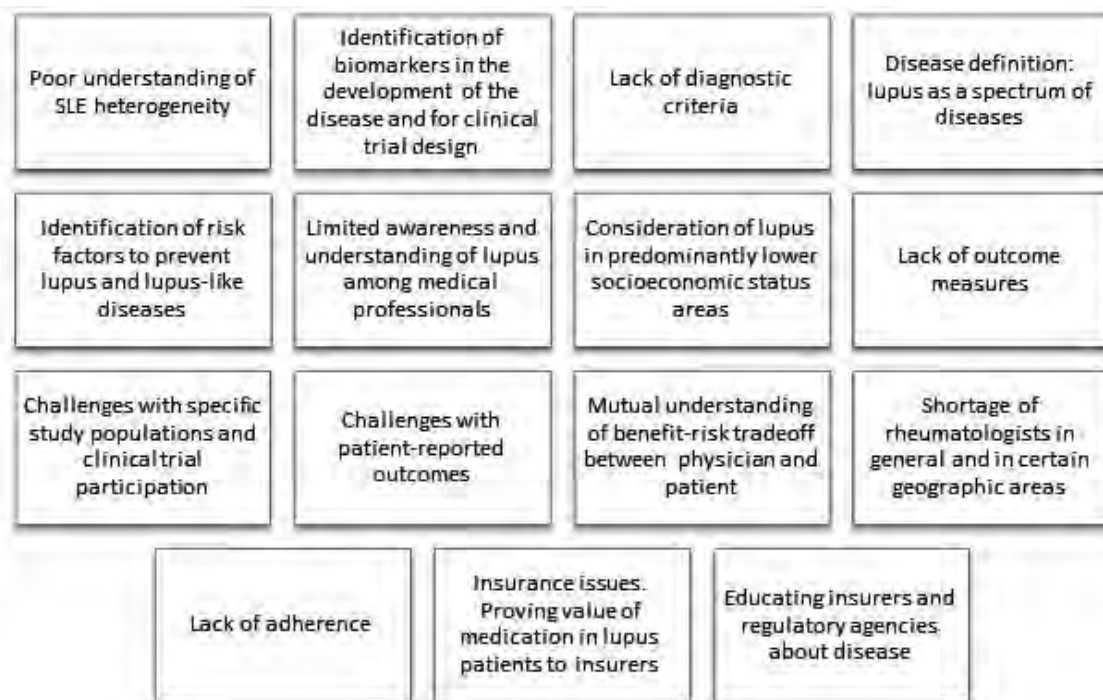 Poor understanding of
SLE heterogeneity
Identification of
biomarkers in the
development of the
disease and for clinical
trial design
Lack of diagnostic
criteria
Disease definition:
lupus as a spectrum of
diseases
Identification of risk
factors to prevent
lupus and lupus-like
diseases
Limited awareness and
understanding of lupus
among medical
professionals
Consideration of lupus
in predominantly lower
socioeconomic status
areas
Lack of outcome
measures
Challenges with specific
study populations and
clinical trial
participation
Challenges with
patient-reported
outcomes
Mutual understanding
of benefit-risk tradeoff
between physician and
patient
Shortage of
rheumatologists in
general and in certain
geographic areas
Lack of adherence
Insurance issues.
Proving value of
medication in lupus
patients to insurers
Educating insurers and
regulatory agencies
about disease